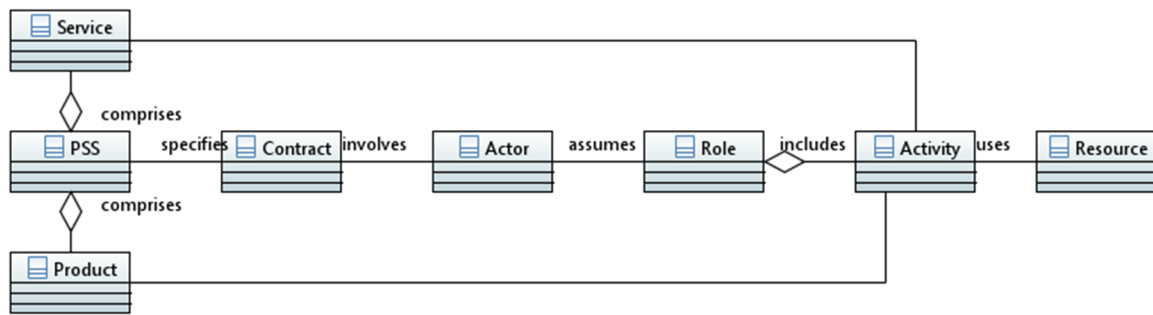 Service
comprises
PSS specifies Contract involves Actor assumes Role includes Activity uses Resource
comprises
Product